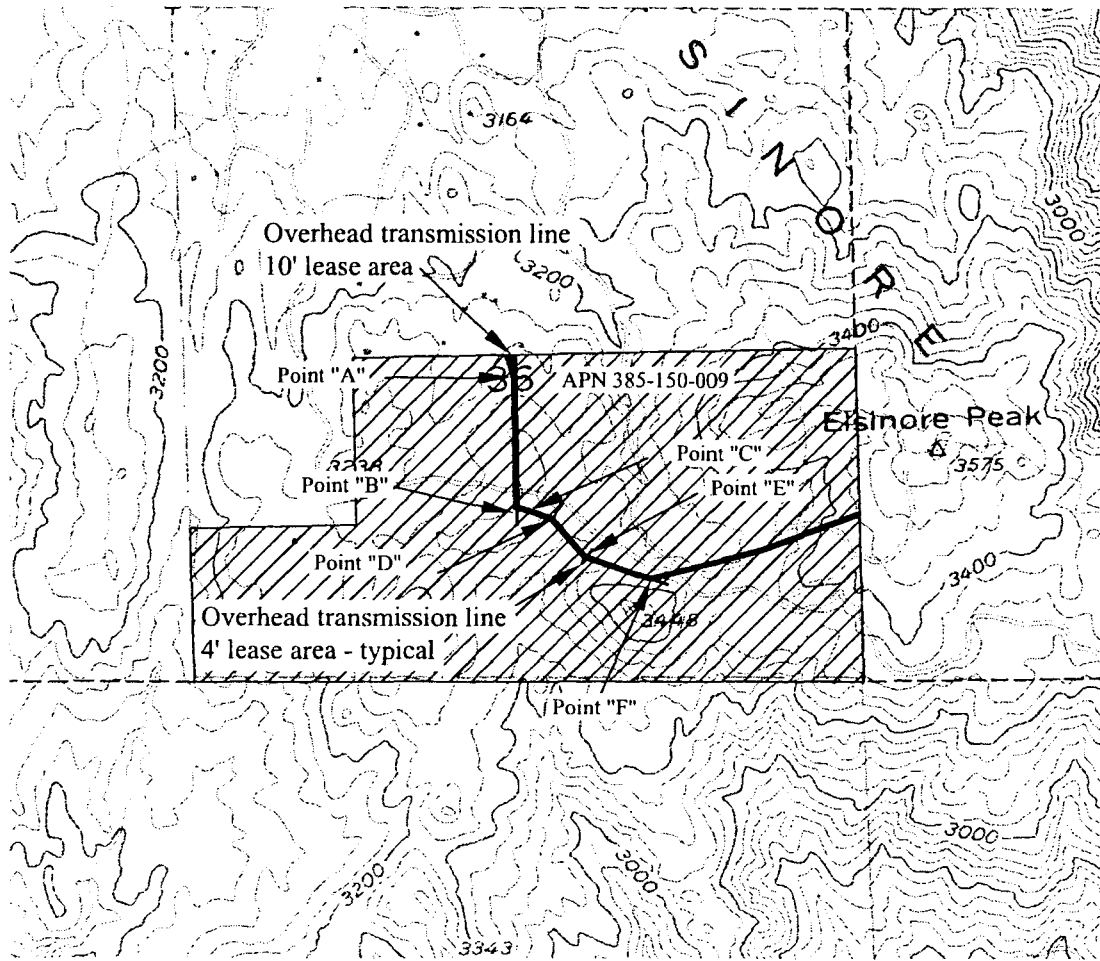 S I N O R E
3164
3000
Overhead transmission line
10' lease area
3200
3400
3200
Point "A"
36
APN 385-150-009
Elsinore Peak
3575
Point "C"
3238
Point "B"
Point "E"
Point "D"
3400
Overhead transmission line
4' lease area - typical
3448
Point "F"
3000
3200
3000
3343